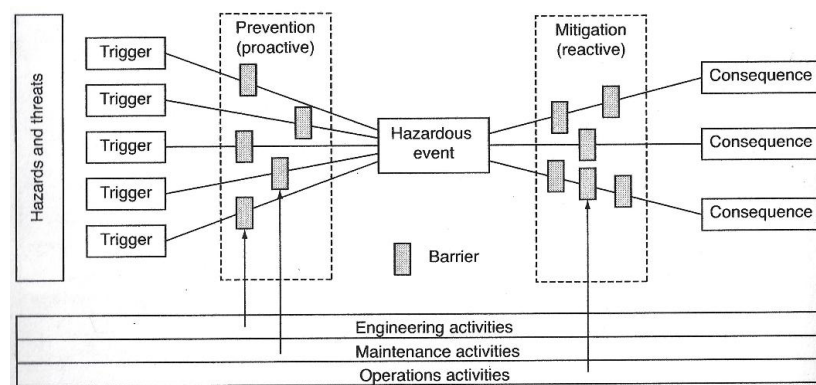 Hazards and threats
Trigger
Trigger
Trigger
Trigger
Trigger
Prevention
(proactive)
Hazardous
event
Mitigation
(reactive)
Consequence
Consequence
Consequence
Barrier
Engineering activities
Maintenance activities
Operations activities